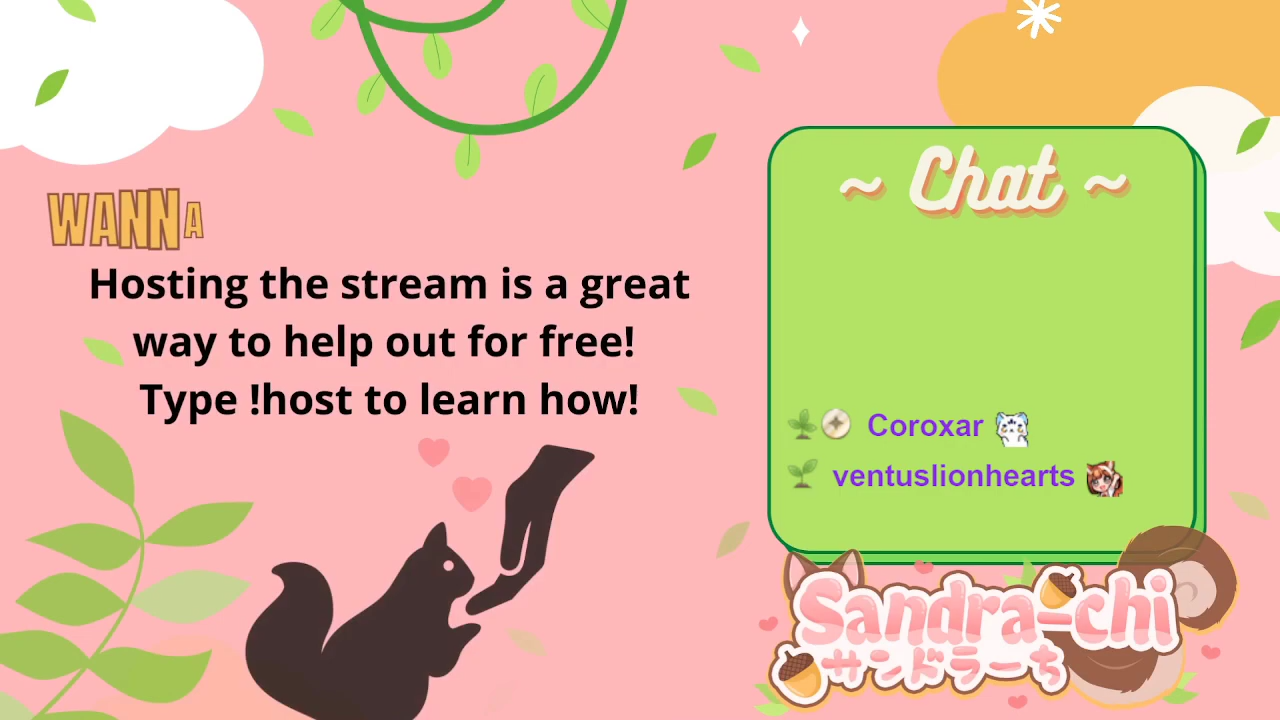 WANNA
Hosting the stream is a great
way to help out for free!
Type !host to learn how!
~ Chat ~
Coroxar
ventuslionhearts
Sandra-chi
サンドラーち